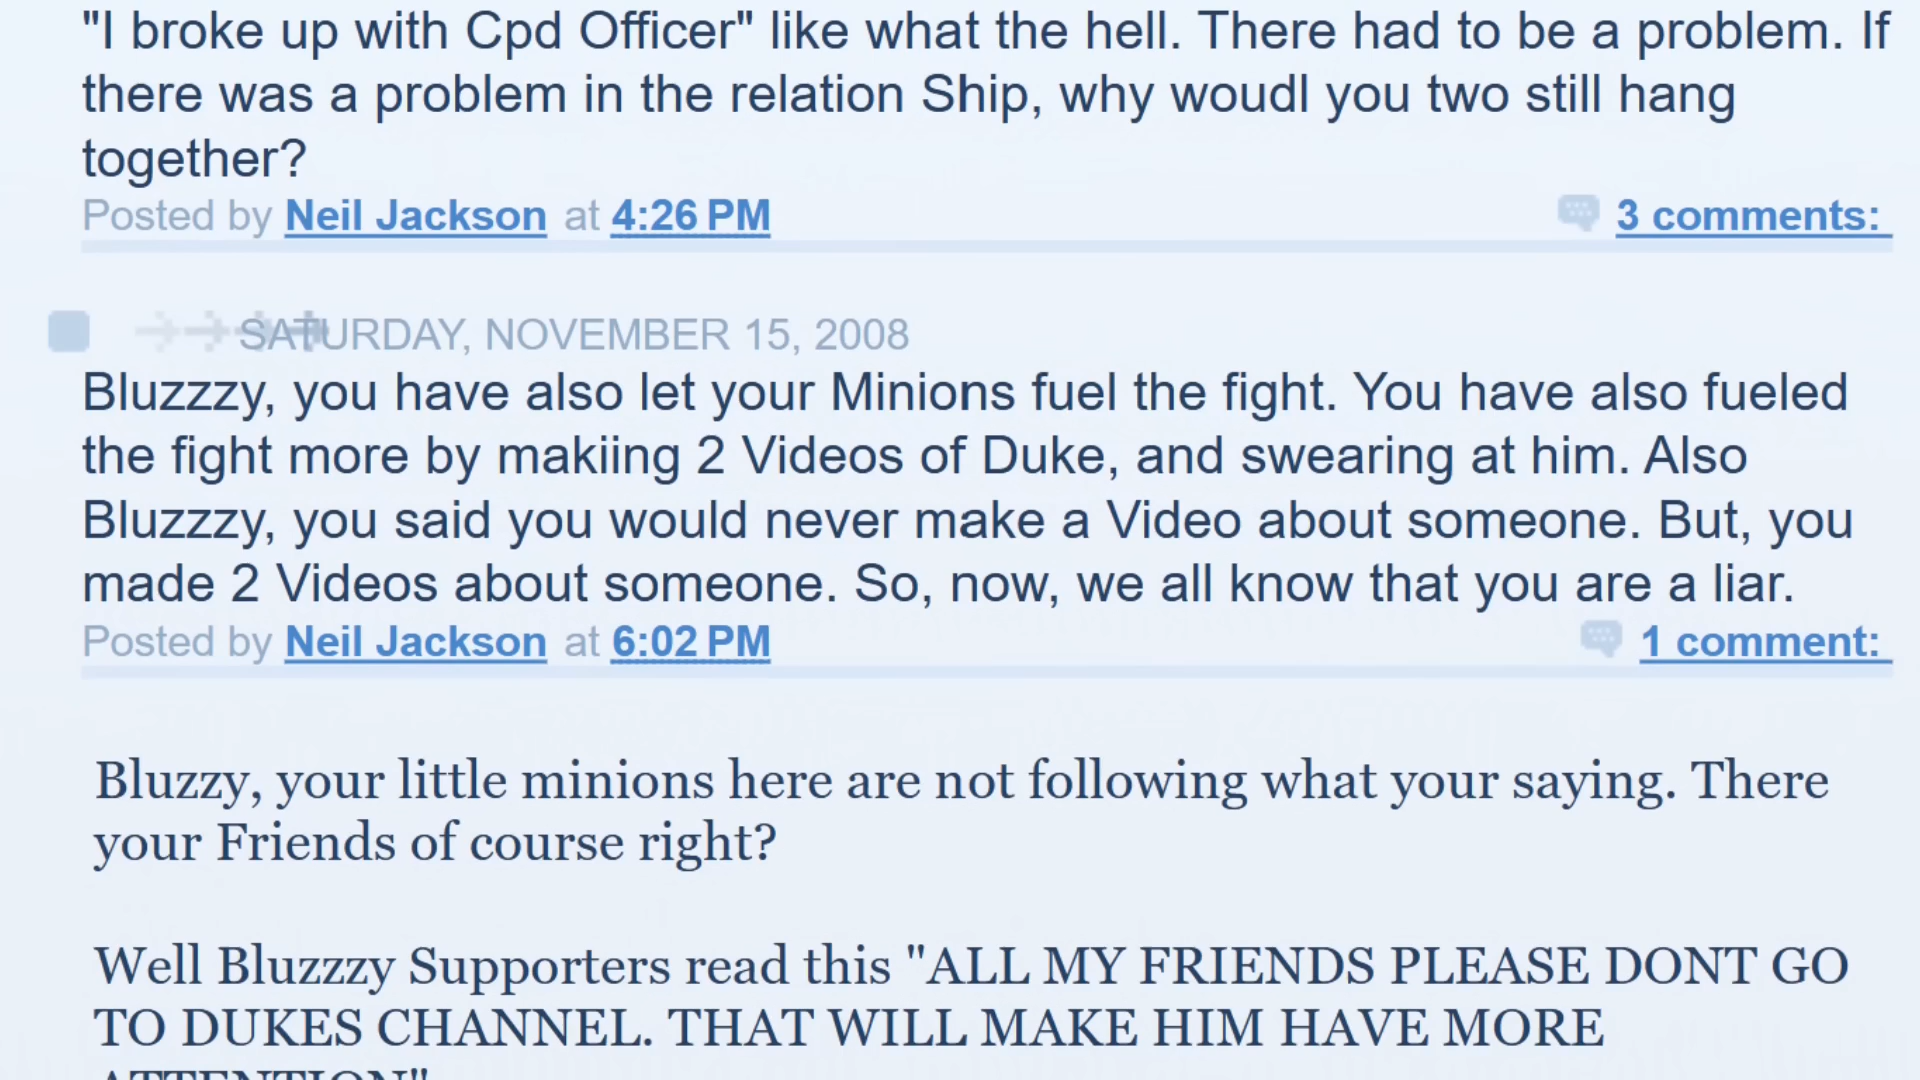 "I broke up with Cpd Officer" like what the hell. There had to be a problem. If
there was a problem in the relation Ship, why woudl you two still hang
together?
Posted by Neil Jackson at 4:26 PM 3 comments:
SATURDAY, NOVEMBER 15, 2008
Bluzzzy, you have also let your Minions fuel the fight. You have also fueled
the fight more by makiing 2 Videos of Duke, and swearing at him. Also
Bluzzzy, you said you would never make a Video about someone. But, you
made 2 Videos about someone. So, now, we all know that you are a liar.
Posted by Neil Jackson at 6:02 PM 1 comment:
Bluzzy, your little minions here are not following what your saying. There
your Friends of course right?
Well Bluzzzy Supporters read this "ALL MY FRIENDS PLEASE DONT GO
TO DUKES CHANNEL. THAT WILL MAKE HIM HAVE MORE
ATTENTION"